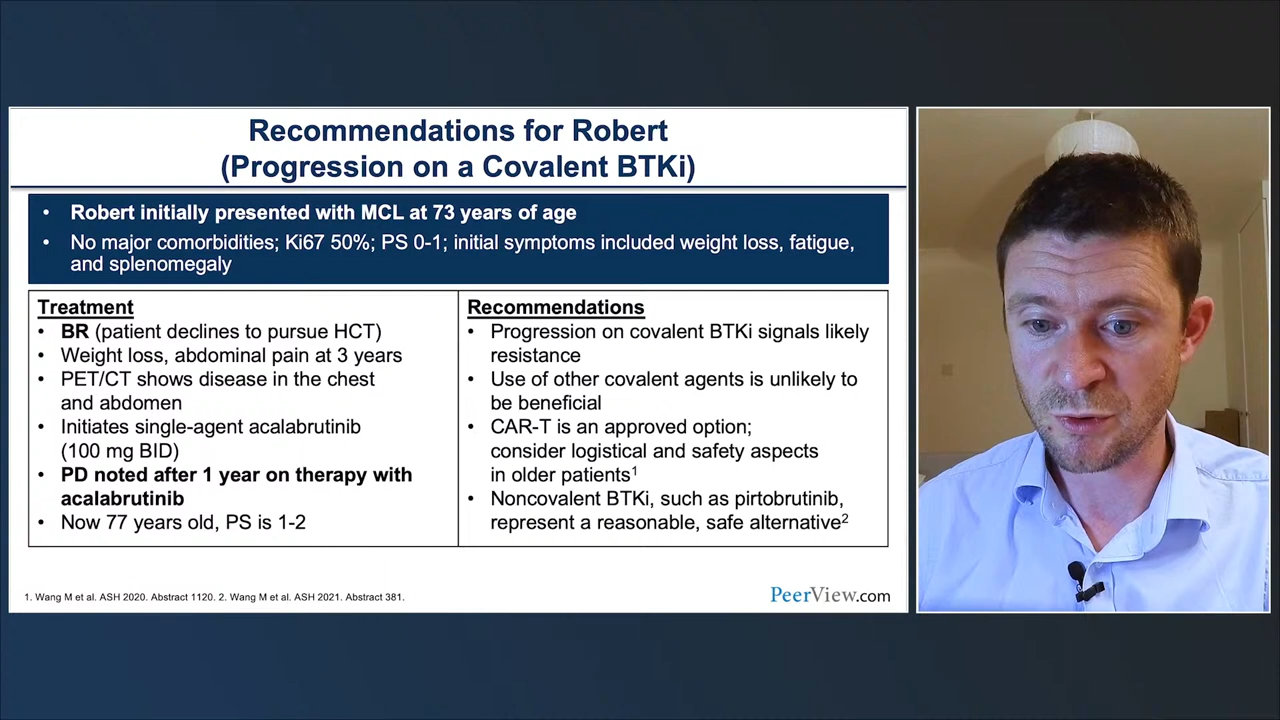 Recommendations for Robert
(Progression on a Covalent BTKi)
• Robert initially presented with MCL at 73 years of age
• No major comorbidities; Ki67 50%; PS 0-1; initial symptoms included weight loss, fatigue,
and splenomegaly
Treatment
• BR (patient declines to pursue HCT)
• Weight loss, abdominal pain at 3 years
• PET/CT shows disease in the chest
and abdomen
• Initiates single-agent acalabrutinib
(100 mg BID)
• PD noted after 1 year on therapy with
acalabrutinib
• Now 77 years old, PS is 1-2
Recommendations
• Progression on covalent BTKi signals likely
resistance
• Use of other covalent agents is unlikely to
be beneficial
• CAR-T is an approved option;
consider logistical and safety aspects
in older patients1
• Noncovalent BTKi, such as pirtobrutinib,
represent a reasonable, safe alternative2
1. Wang M et al. ASH 2020. Abstract 1120. 2. Wang M et al. ASH 2021. Abstract 381.
PeerView.com